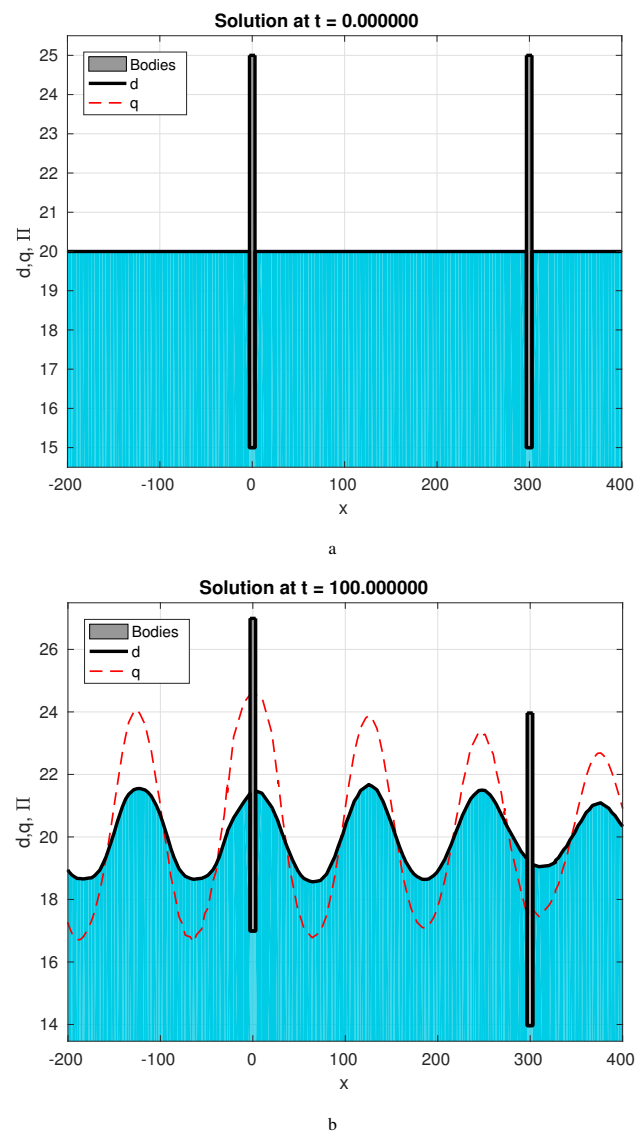 Solution at t = 0.000000
Bodies
d
q
25
24
23
22
21
20
19
18
17
16
15
d,q, Π
-200 -100 0 100 200 300 400
x
a
Solution at t = 100.000000
Bodies
d
q
26
24
22
20
18
16
14
d,q, Π
-200 -100 0 100 200 300 400
x
b